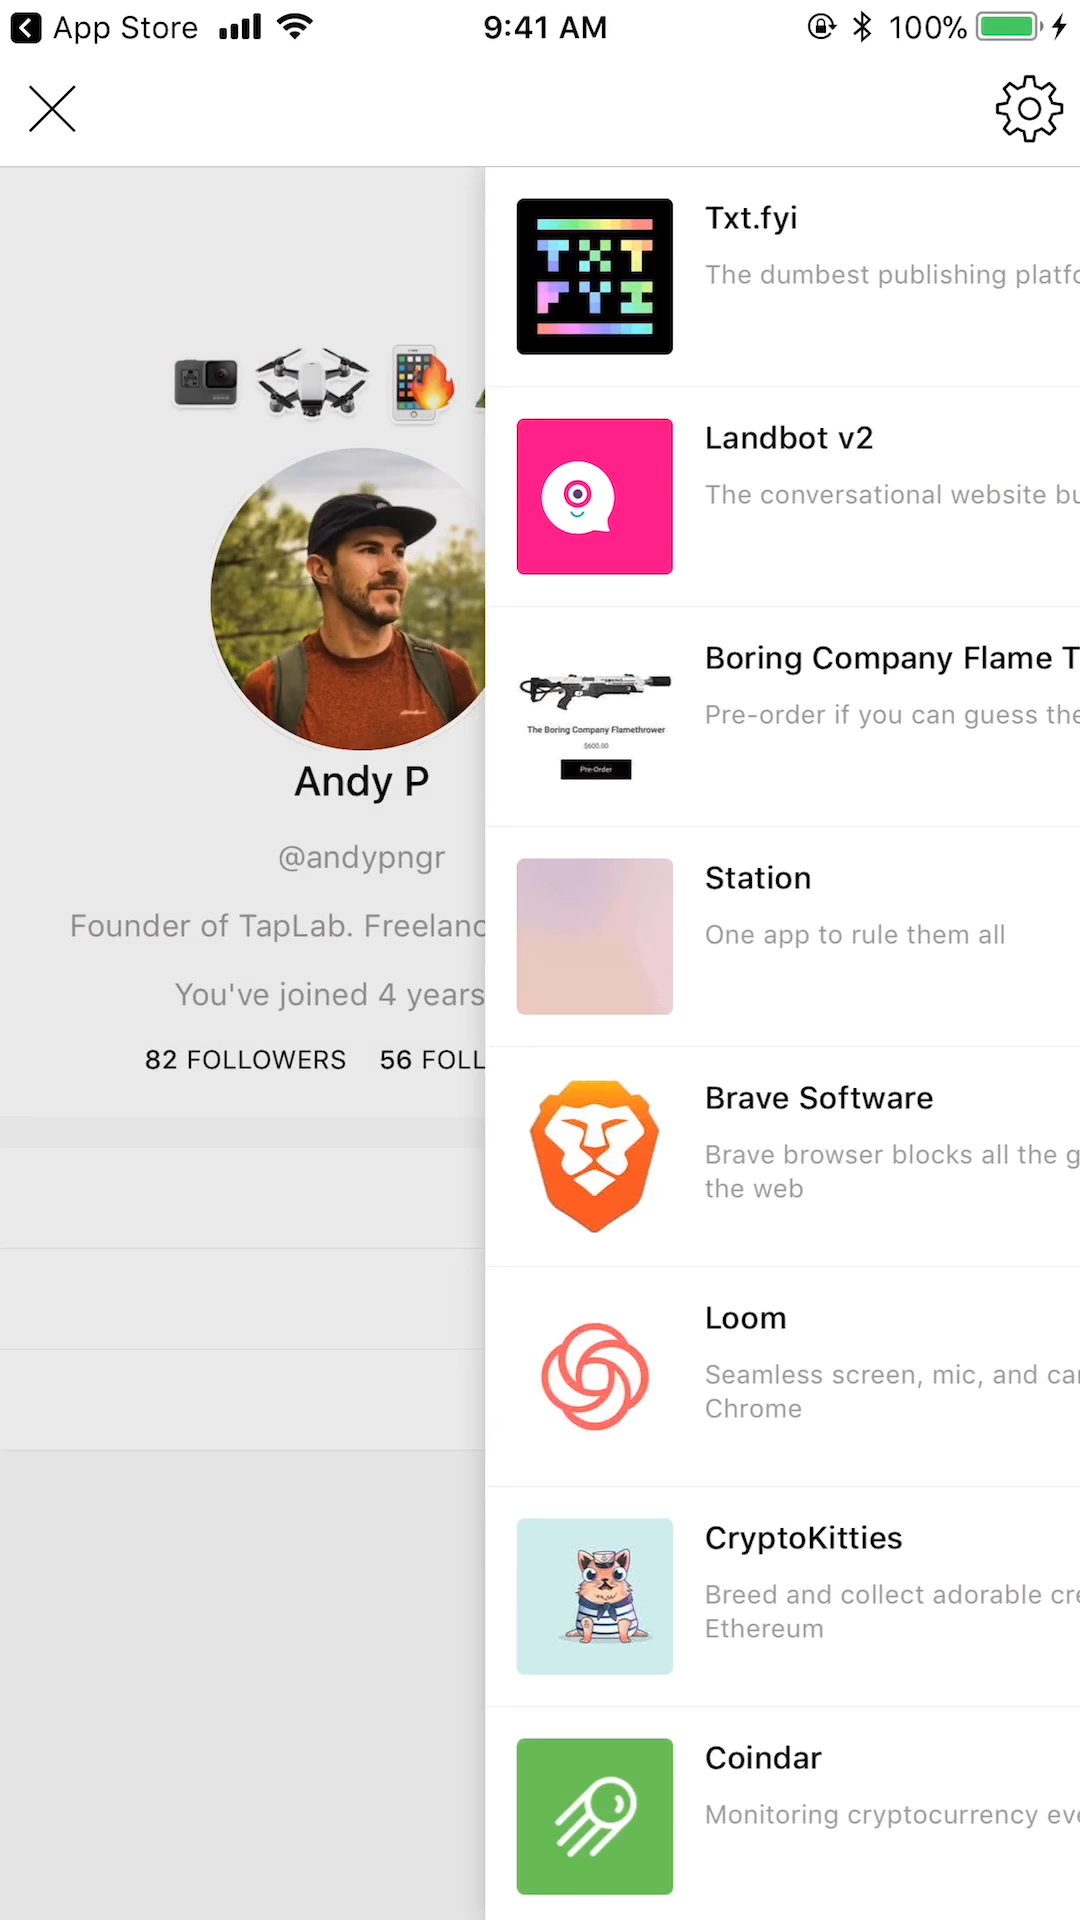 App Store
9:41 AM
100%
Andy P
@andypngr
Founder of TapLab. Freelanc
You've joined 4 years
82 FOLLOWERS 56 FOLL
TXT
FYI
Txt.fyi
The dumbest publishing platfo
Landbot v2
The conversational website bu
Boring Company Flame T
Pre-order if you can guess the
The Boring Company Flamethrower
$600.00
Pre-Order
Station
One app to rule them all
Brave Software
Brave browser blocks all the g
the web
Loom
Seamless screen, mic, and ca
Chrome
CryptoKitties
Breed and collect adorable cre
Ethereum
Coindar
Monitoring cryptocurrency eve